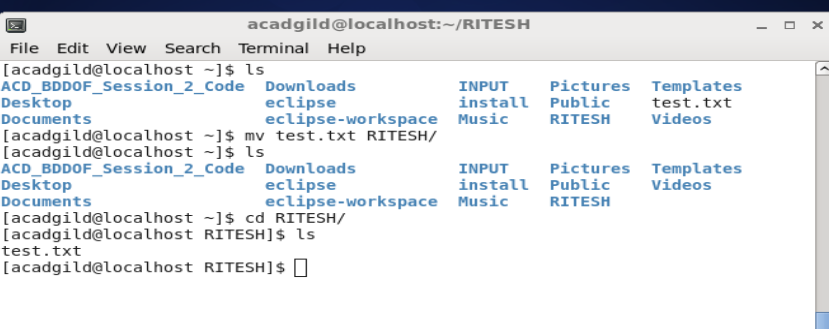 acadgild@localhost:~/RITESH
File Edit View Search Terminal Help
[acadgild@localhost ~]$ ls
ACD_BDDOF_Session_2_Code Downloads INPUT Pictures Templates
Desktop eclipse install Public test.txt
Documents eclipse-workspace Music RITESH Videos
[acadgild@localhost ~]$ mv test.txt RITESH/
[acadgild@localhost ~]$ ls
ACD_BDDOF_Session_2_Code Downloads INPUT Pictures Templates
Desktop eclipse install Public Videos
Documents eclipse-workspace Music RITESH
[acadgild@localhost ~]$ cd RITESH/
[acadgild@localhost RITESH]$ ls
test.txt
[acadgild@localhost RITESH]$